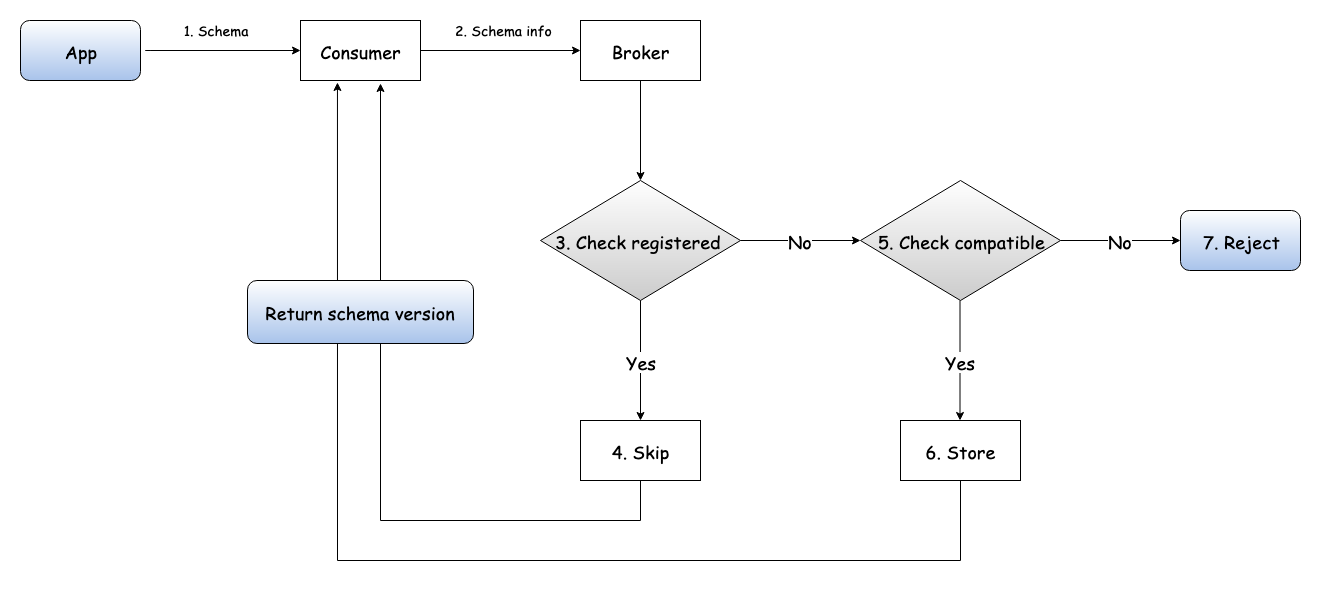 1. Schema
2. Schema info
App
Consumer
Broker
3. Check registered
No
5. Check compatible
No
7. Reject
Return schema version
Yes
Yes
4. Skip
6. Store